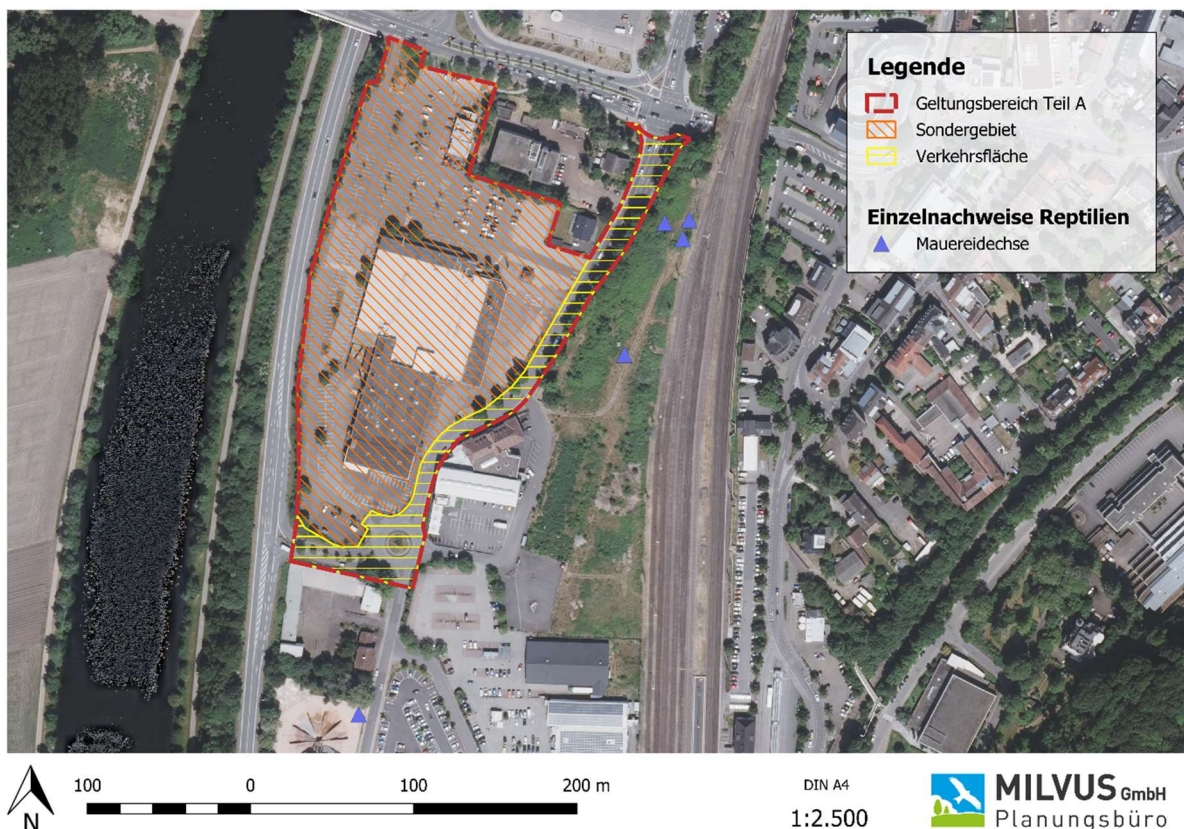 Legende
Geltungsbereich Teil A
Sondergebiet
Verkehrsfläche
Einzelnachweise Reptilien
Mauereidechse
N
100 0 100 200 m
DIN A4
1:2.500
MILVUS GmbH
Planungsbüro